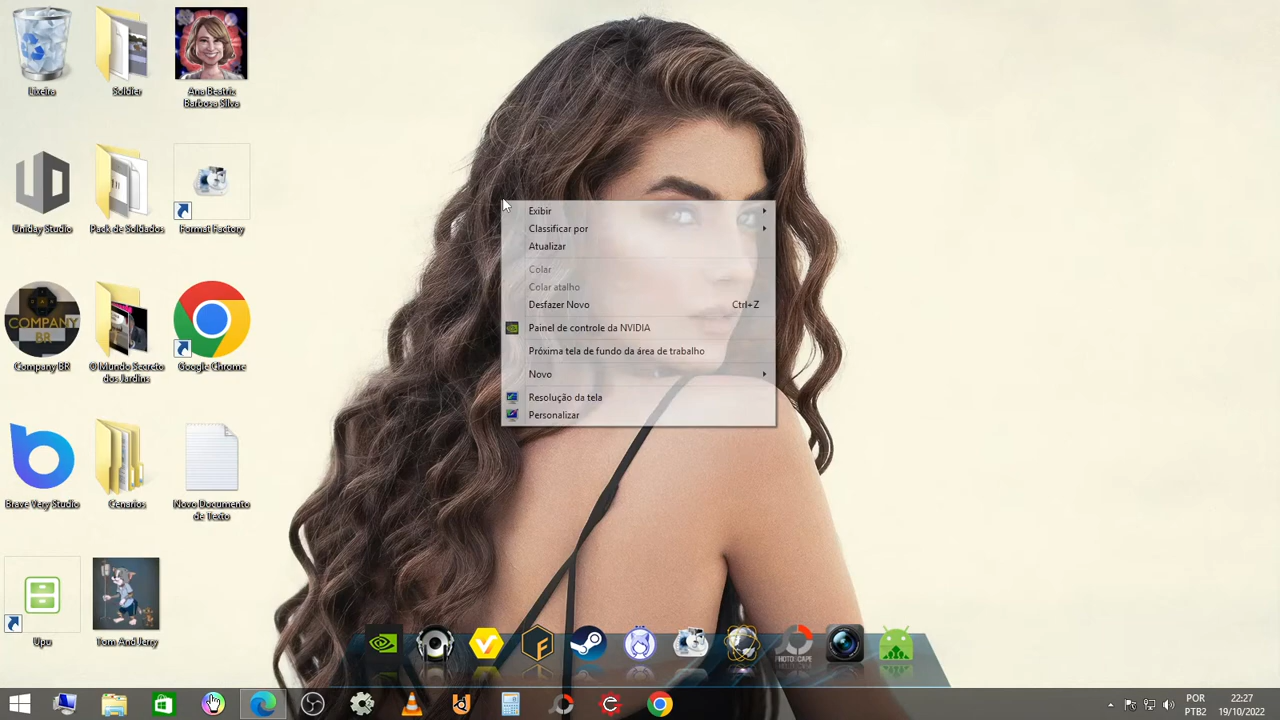 Lixeira
Soldier
Ana Beatriz
Barbosa Silva
Uniday Studio
Pack de Soldados
Format Factory
COMPANY
BR
Company BR
O Mundo Secreto
dos Jardins
Google Chrome
Brave Very Studio
Cenarios
Novo Documento
de Texto
Upu
Tom And Jerry
Exibir
Classificar por
Atualizar
Colar
Colar atalho
Desfazer Novo Ctrl+Z
Painel de controle da NVIDIA
Próxima tela de fundo da área de trabalho
Novo
Resolução da tela
Personalizar
PHOTOSCAPE
POR
PTB2
22:27
19/10/2022